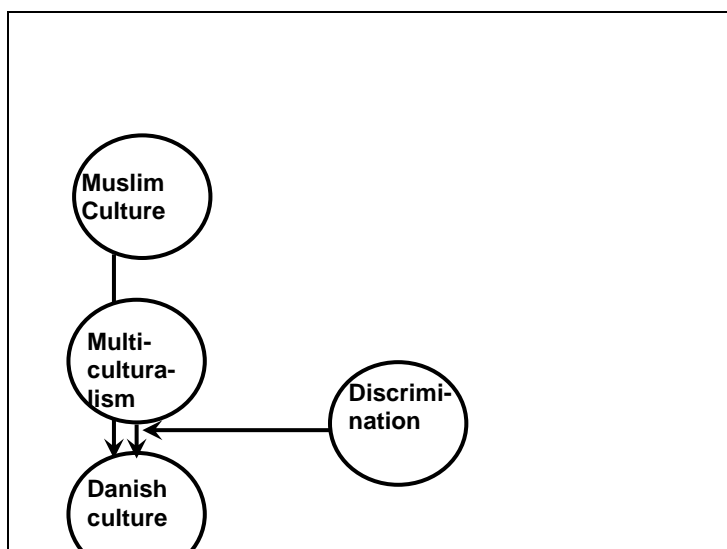 Muslim
Culture
Multi-
cultura-
lism
Discrimi-
nation
Danish
culture